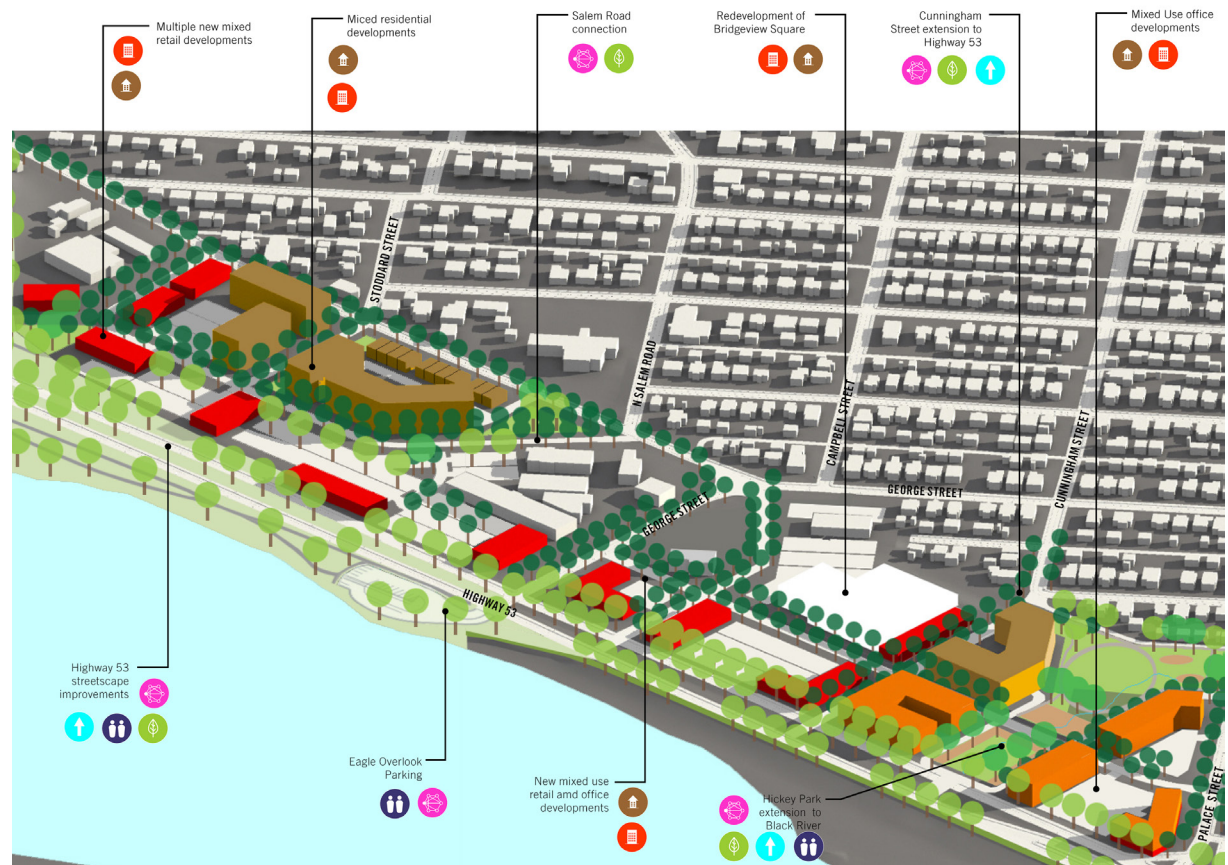 Multiple new mixed
retail developments
Miced residential
developments
Salem Road
connection
Redevelopment of
Bridgeview Square
Cunningham
Street extension to
Highway 53
Mixed Use office
developments
STODDARD STREET
N SALEM ROAD
CAMPBELL STREET
CUNNINGHAM STREET
GEORGE STREET
GEORGE STREET
HIGHWAY 53
Highway 53
streetscape
improvements
Eagle Overlook
Parking
New mixed use
retail and office
developments
Hickey Park
extension to
Black River
PALACE STREET